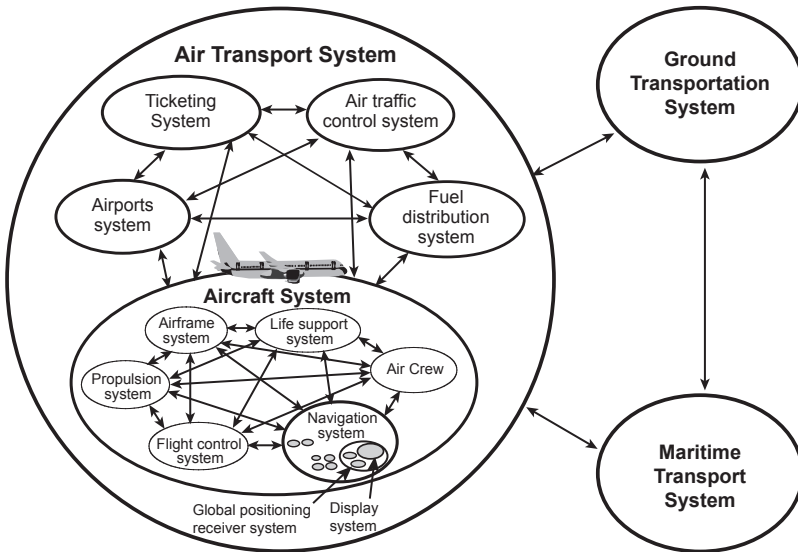 Air Transport System
Ticketing
System
Air traffic
control system
Airports
system
Fuel
distribution
system
Aircraft System
Airframe
system
Life support
system
Propulsion
system
Air Crew
Flight control
system
Navigation
system
Global positioning
receiver system
Display
system
Ground
Transportation
System
Maritime
Transport
System